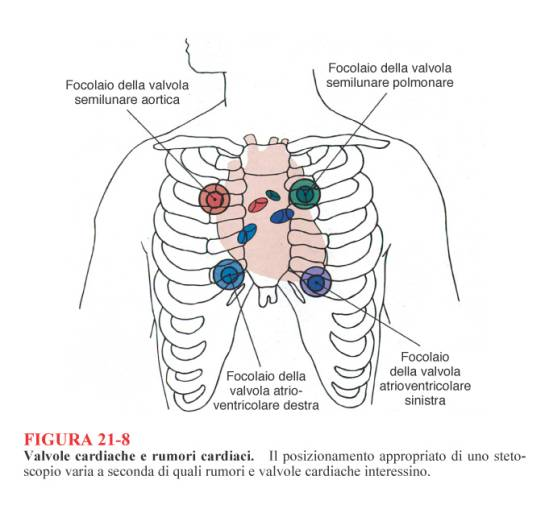 Focolaio della valvola
semilunare aortica
Focolaio della valvola
semilunare polmonare
Focolaio della
valvola atrio-
ventricolare destra
Focolaio
della valvola
atrioventricolare
sinistra
FIGURA 21-8
Valvole cardiache e rumori cardiaci. Il posizionamento appropriato di uno steto-
scopio varia a seconda di quali rumori e valvole cardiache interessino.